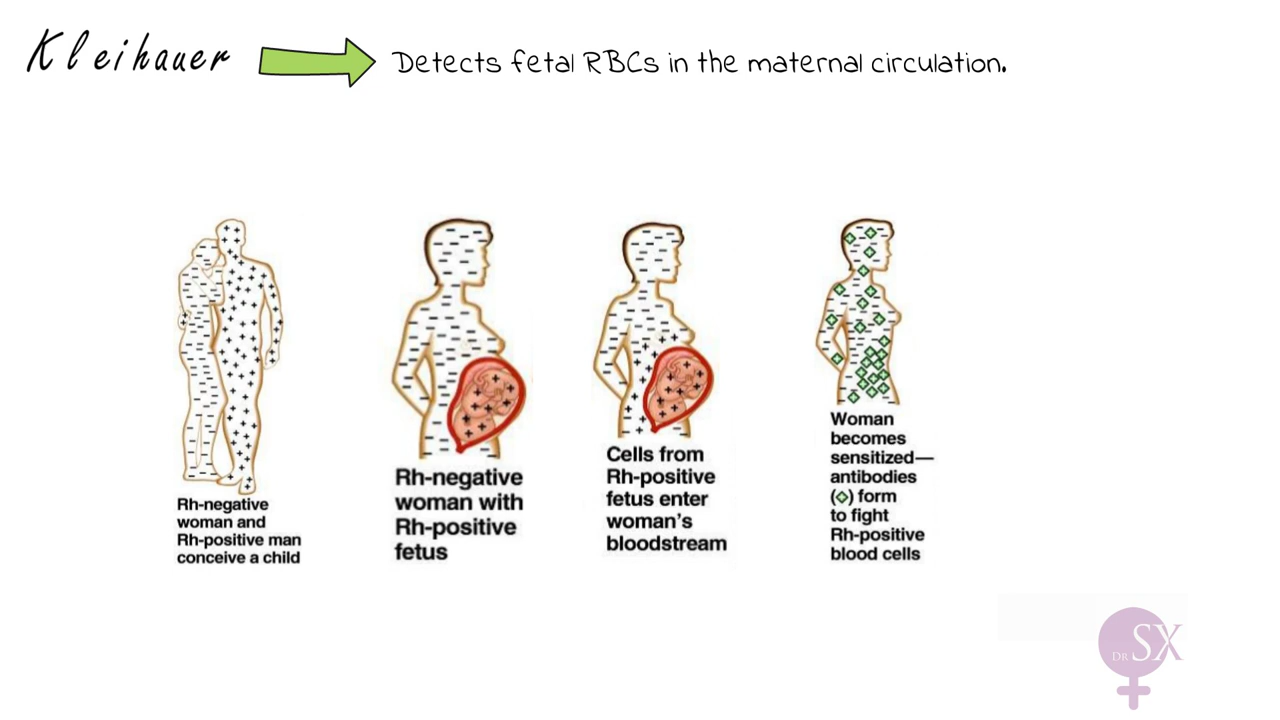 Kleihauer
Detects fetal RBCs in the maternal circulation.
Rh-negative
woman and
Rh-positive man
conceive a child
Rh-negative
woman with
Rh-positive
fetus
Cells from
Rh-positive
fetus enter
woman's
bloodstream
Woman
becomes
sensitized—
antibodies
(◈) form
to fight
Rh-positive
blood cells
DR SX